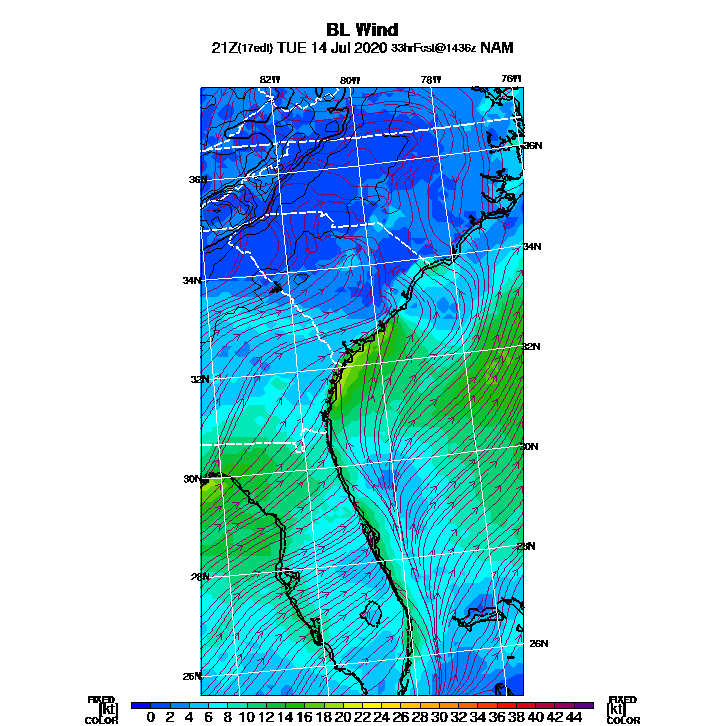 BL Wind
21Z(17edt) TUE 14 Jul 2020 33hrFcst@1436z NAM
82W 80W 78W 76W
36N
36N
34N
34N
32N
32N
30N
30N
28N
28N
26N
26N
FIXED FIXED
[kt] 0 2 4 6 8 10 12 14 16 18 20 22 24 26 28 30 32 34 36 38 40 42 44 [kt]
COLOR COLOR